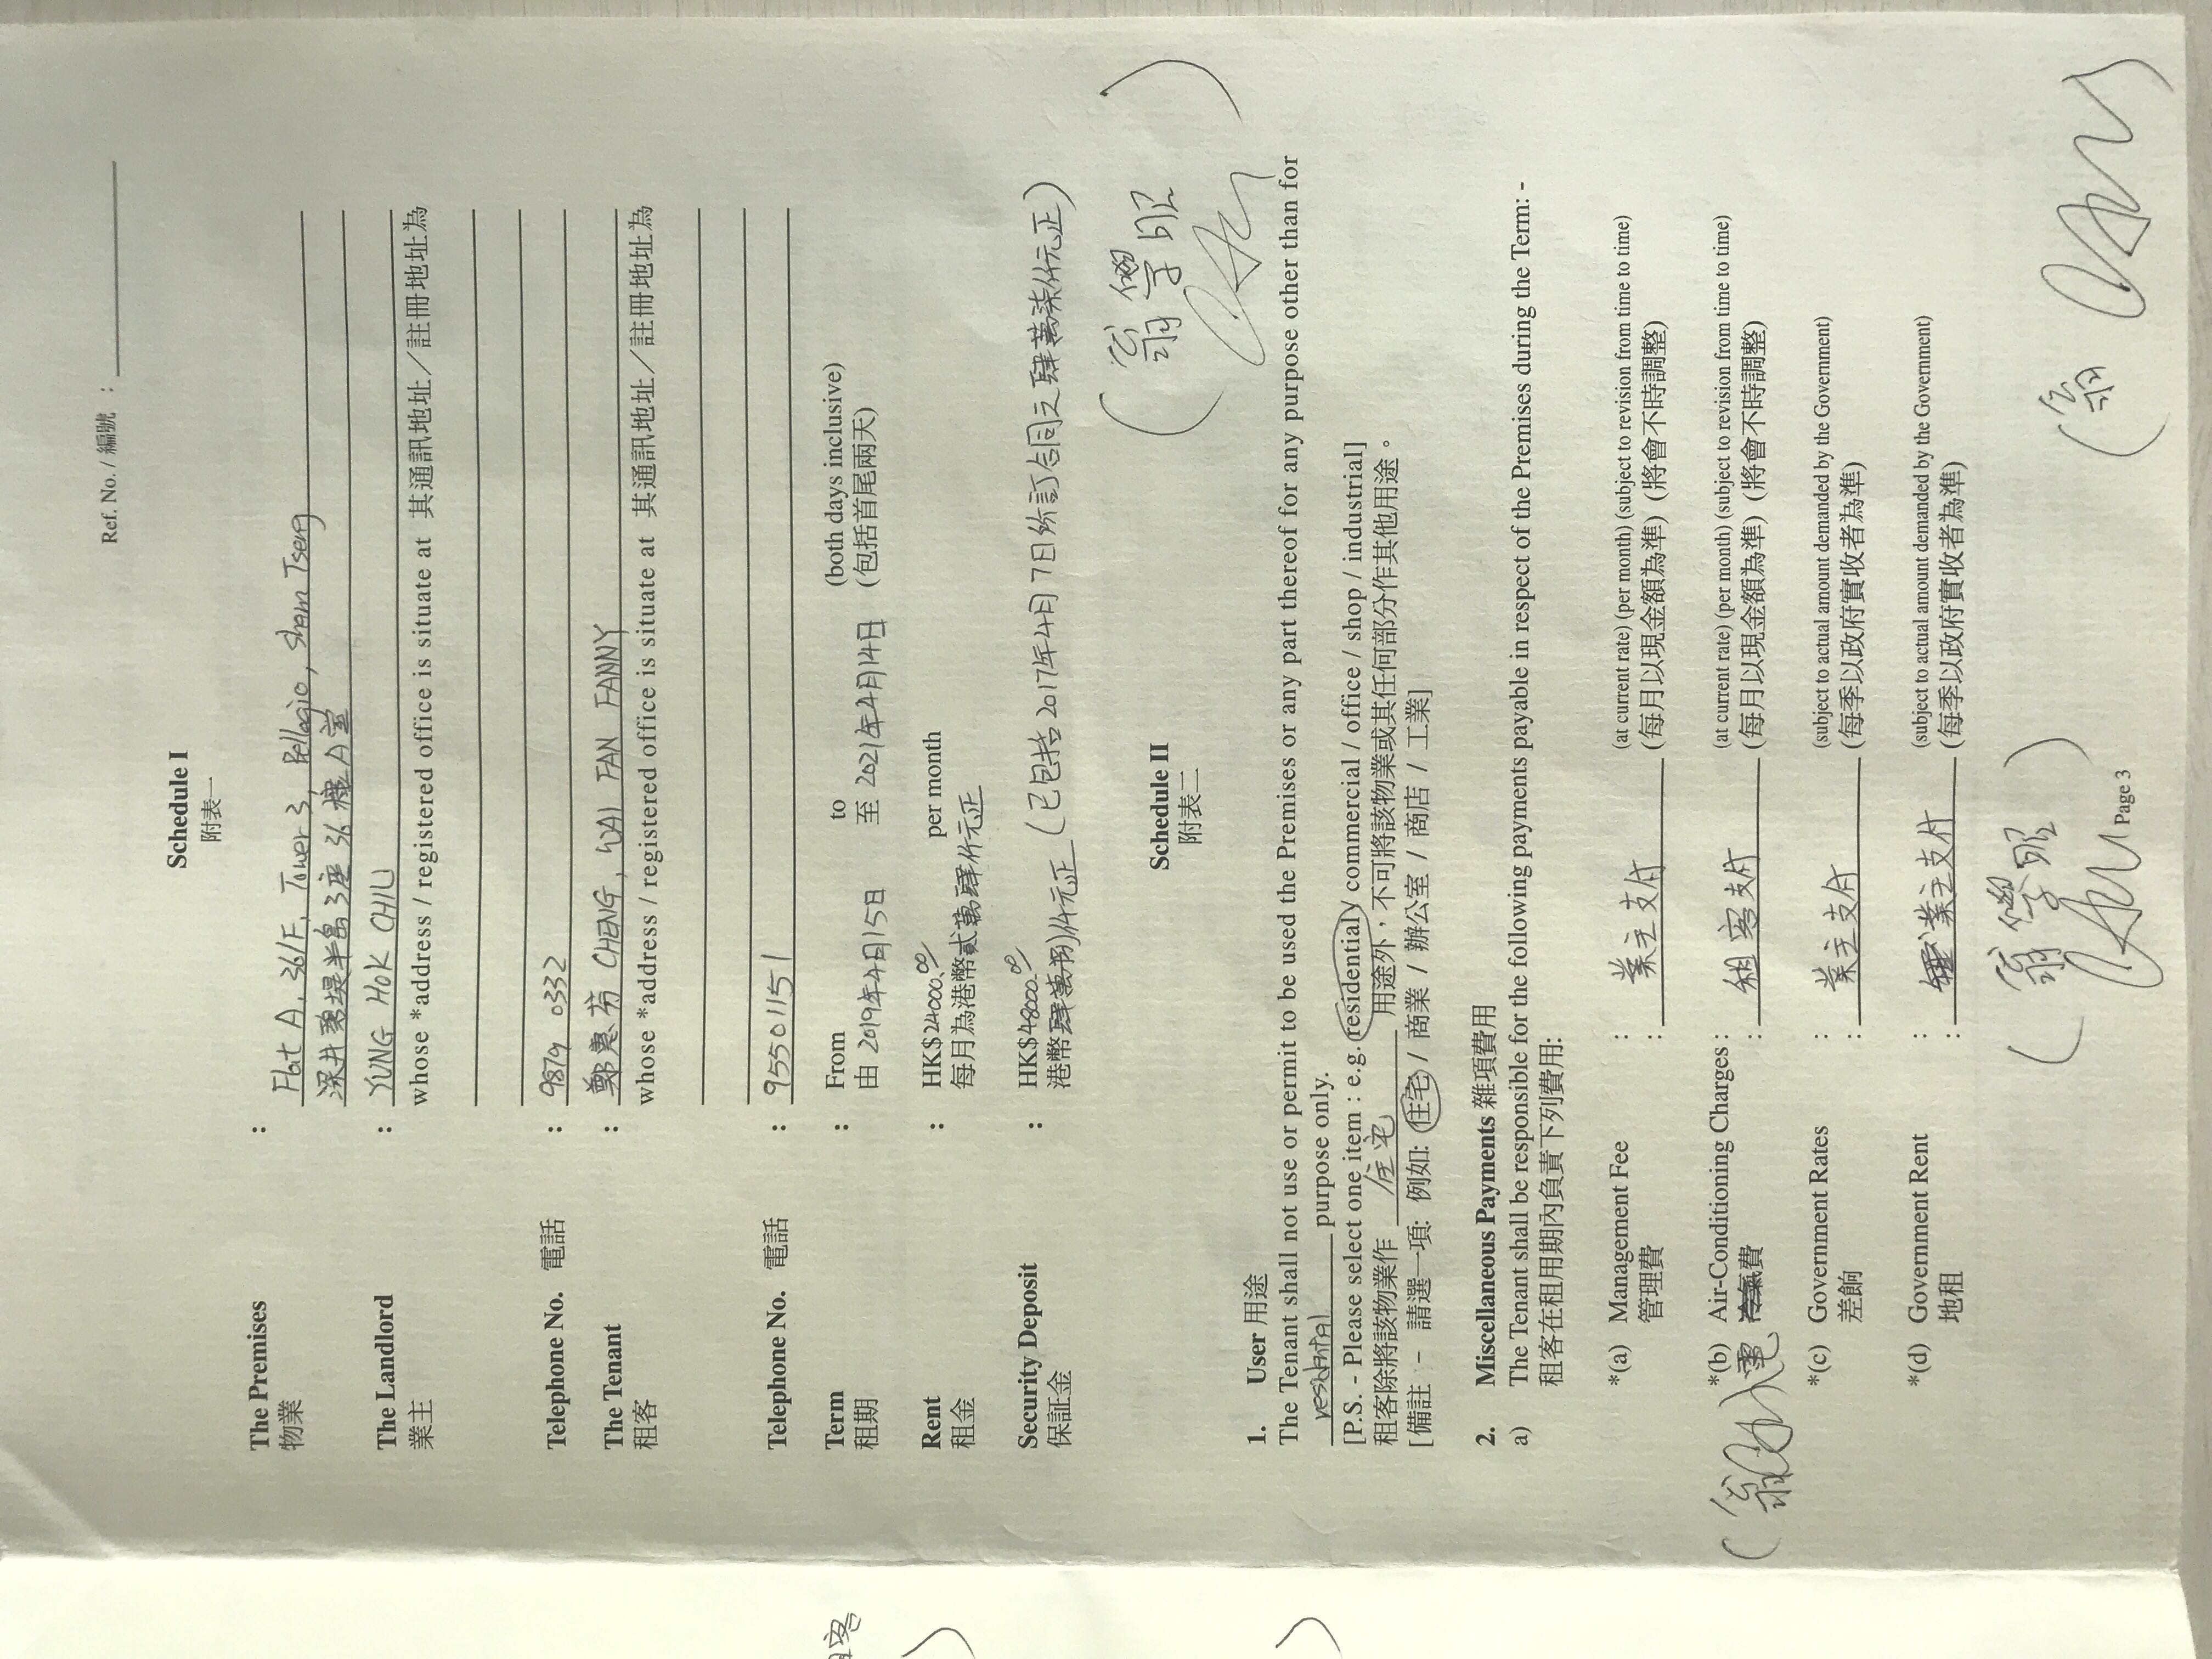 Ref. No. / 編號 :
Schedule I
附表一
The Premises : Flat A, 36/F, Tower 3, Bellagio, Sham Tseng
物業 深井碧堤半島3座36樓A室
The Landlord : YUNG HOK CHIU
業主 whose *address / registered office is situate at 其通訊地址／註冊地址為
Telephone No. 電話 : 9879 0332
The Tenant : 鄭惠芬 CHENG, WAI FAN FANNY
租客 whose *address / registered office is situate at 其通訊地址／註冊地址為
Telephone No. 電話 : 95501151
Term : From to (both days inclusive)
租期 由 2019年4月15日 至 2021年4月14日 (包括首尾兩天)
Rent : HK$24000.00 per month
租金 每月為港幣貳萬肆仟元正
Security Deposit : HK$48000.00
保証金 港幣肆萬捌仟元正 (已包括2017年4月7日所訂合同之肆萬柒仟元正)
(翁學昭
)
Schedule II
附表二
1. User 用途
The Tenant shall not use or permit to be used the Premises or any part thereof for any purpose other than for
residential purpose only.
[P.S. - Please select one item : e.g. residentialy commercial / office / shop / industrial]
租客除將該物業作 住宅 用途外，不可將該物業或其任何部分作其他用途。
[備註 - 請選一項: 例如: 住宅 / 商業 / 辦公室 / 商店 / 工業]
2. Miscellaneous Payments 雜項費用
a) The Tenant shall be responsible for the following payments payable in respect of the Premises during the Term: -
租客在租用期內負責下列費用:
*(a) Management Fee : (at current rate) (per month) (subject to revision from time to time)
管理費 : 業主支付 (每月以現金額為準) (將會不時調整)
*(b) Air-Conditioning Charges : (at current rate) (per month) (subject to revision from time to time)
電 冷氣費 : 租客支付 (每月以現金額為準) (將會不時調整)
(翁
)
*(c) Government Rates : (subject to actual amount demanded by the Government)
差餉 : 業主支付 (每季以政府實收者為準)
*(d) Government Rent : (subject to actual amount demanded by the Government)
地租 : 業主支付 (每季以政府實收者為準)
(翁學昭)
(翁
)
Page 3